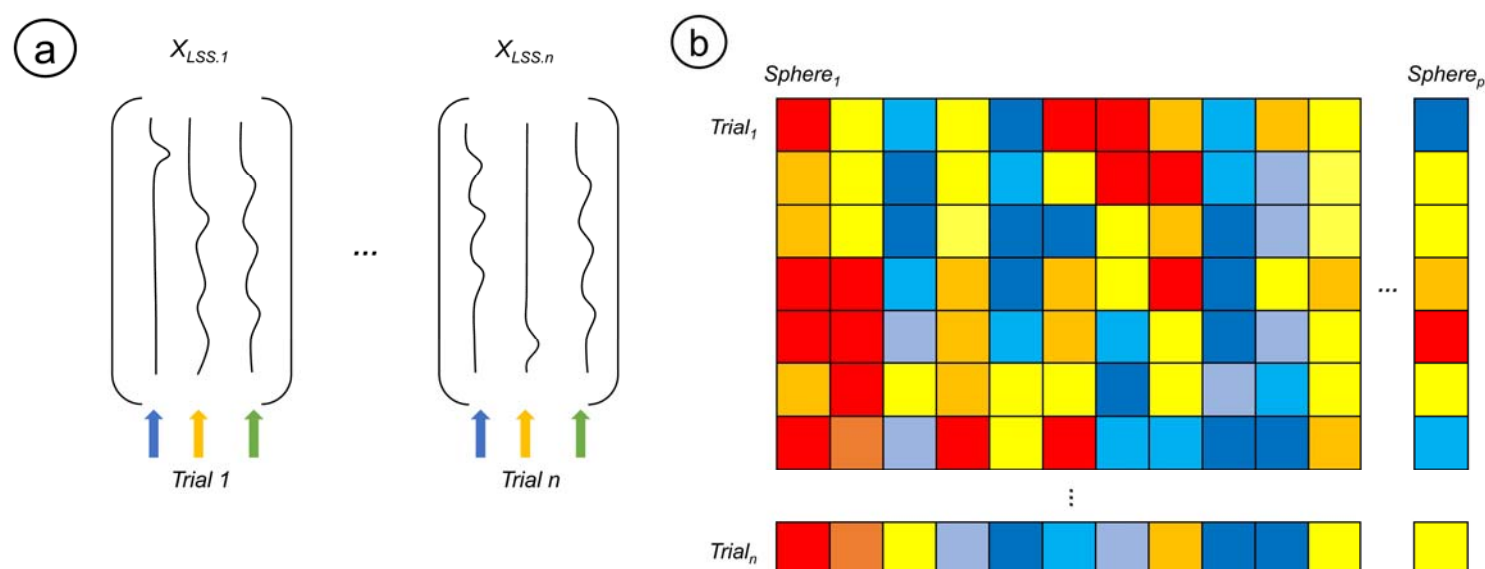 a
X_LSS.1
X_LSS.n
...
Trial 1
Trial n
b
Sphere_1
Sphere_p
Trial_1
...
⋮
Trial_n